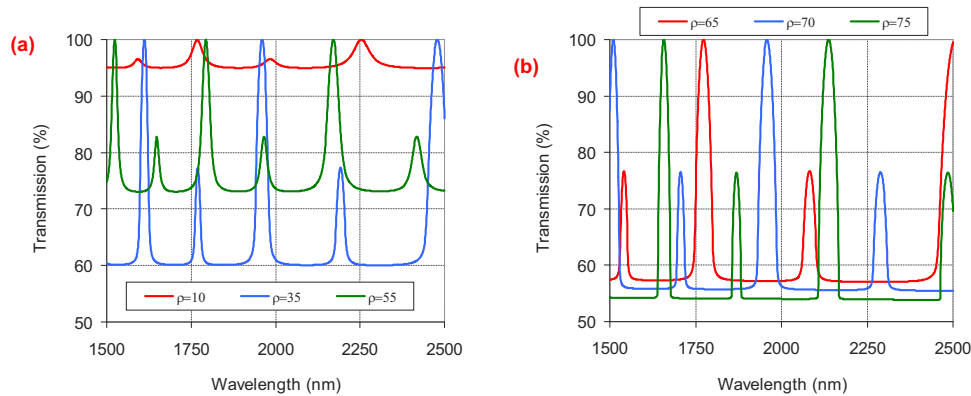 (a)
100
90
80
70
60
50
Transmission (%)
ρ=10 ρ=35 ρ=55
1500 1750 2000 2250 2500
Wavelength (nm)
ρ=65 ρ=70 ρ=75
(b)
100
90
80
70
60
50
Transmission (%)
1500 1750 2000 2250 2500
Wavelength (nm)